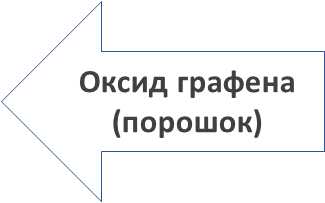 Оксид графена
(порошок)